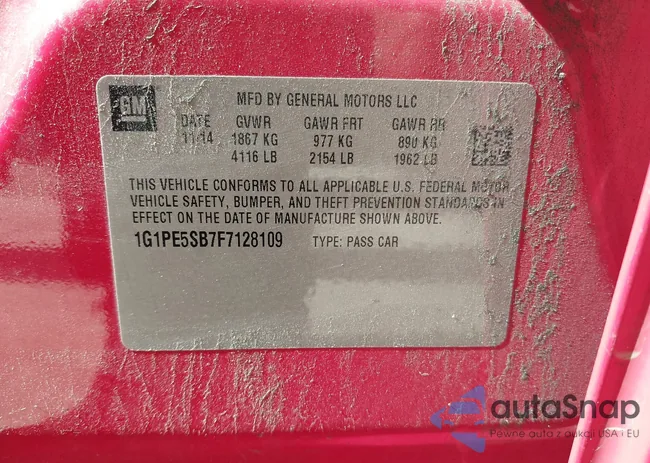 GM
MFD BY GENERAL MOTORS LLC
DATE GVWR GAWR FRT GAWR RR
11/14 1867 KG 977 KG 890 KG
4116 LB 2154 LB 1962 LB
THIS VEHICLE CONFORMS TO ALL APPLICABLE U.S. FEDERAL MOTOR
VEHICLE SAFETY, BUMPER, AND THEFT PREVENTION STANDARDS IN
EFFECT ON THE DATE OF MANUFACTURE SHOWN ABOVE.
1G1PE5SB7F7128109 TYPE: PASS CAR
autaSnap
Pewne auta z aukcji USA i EU